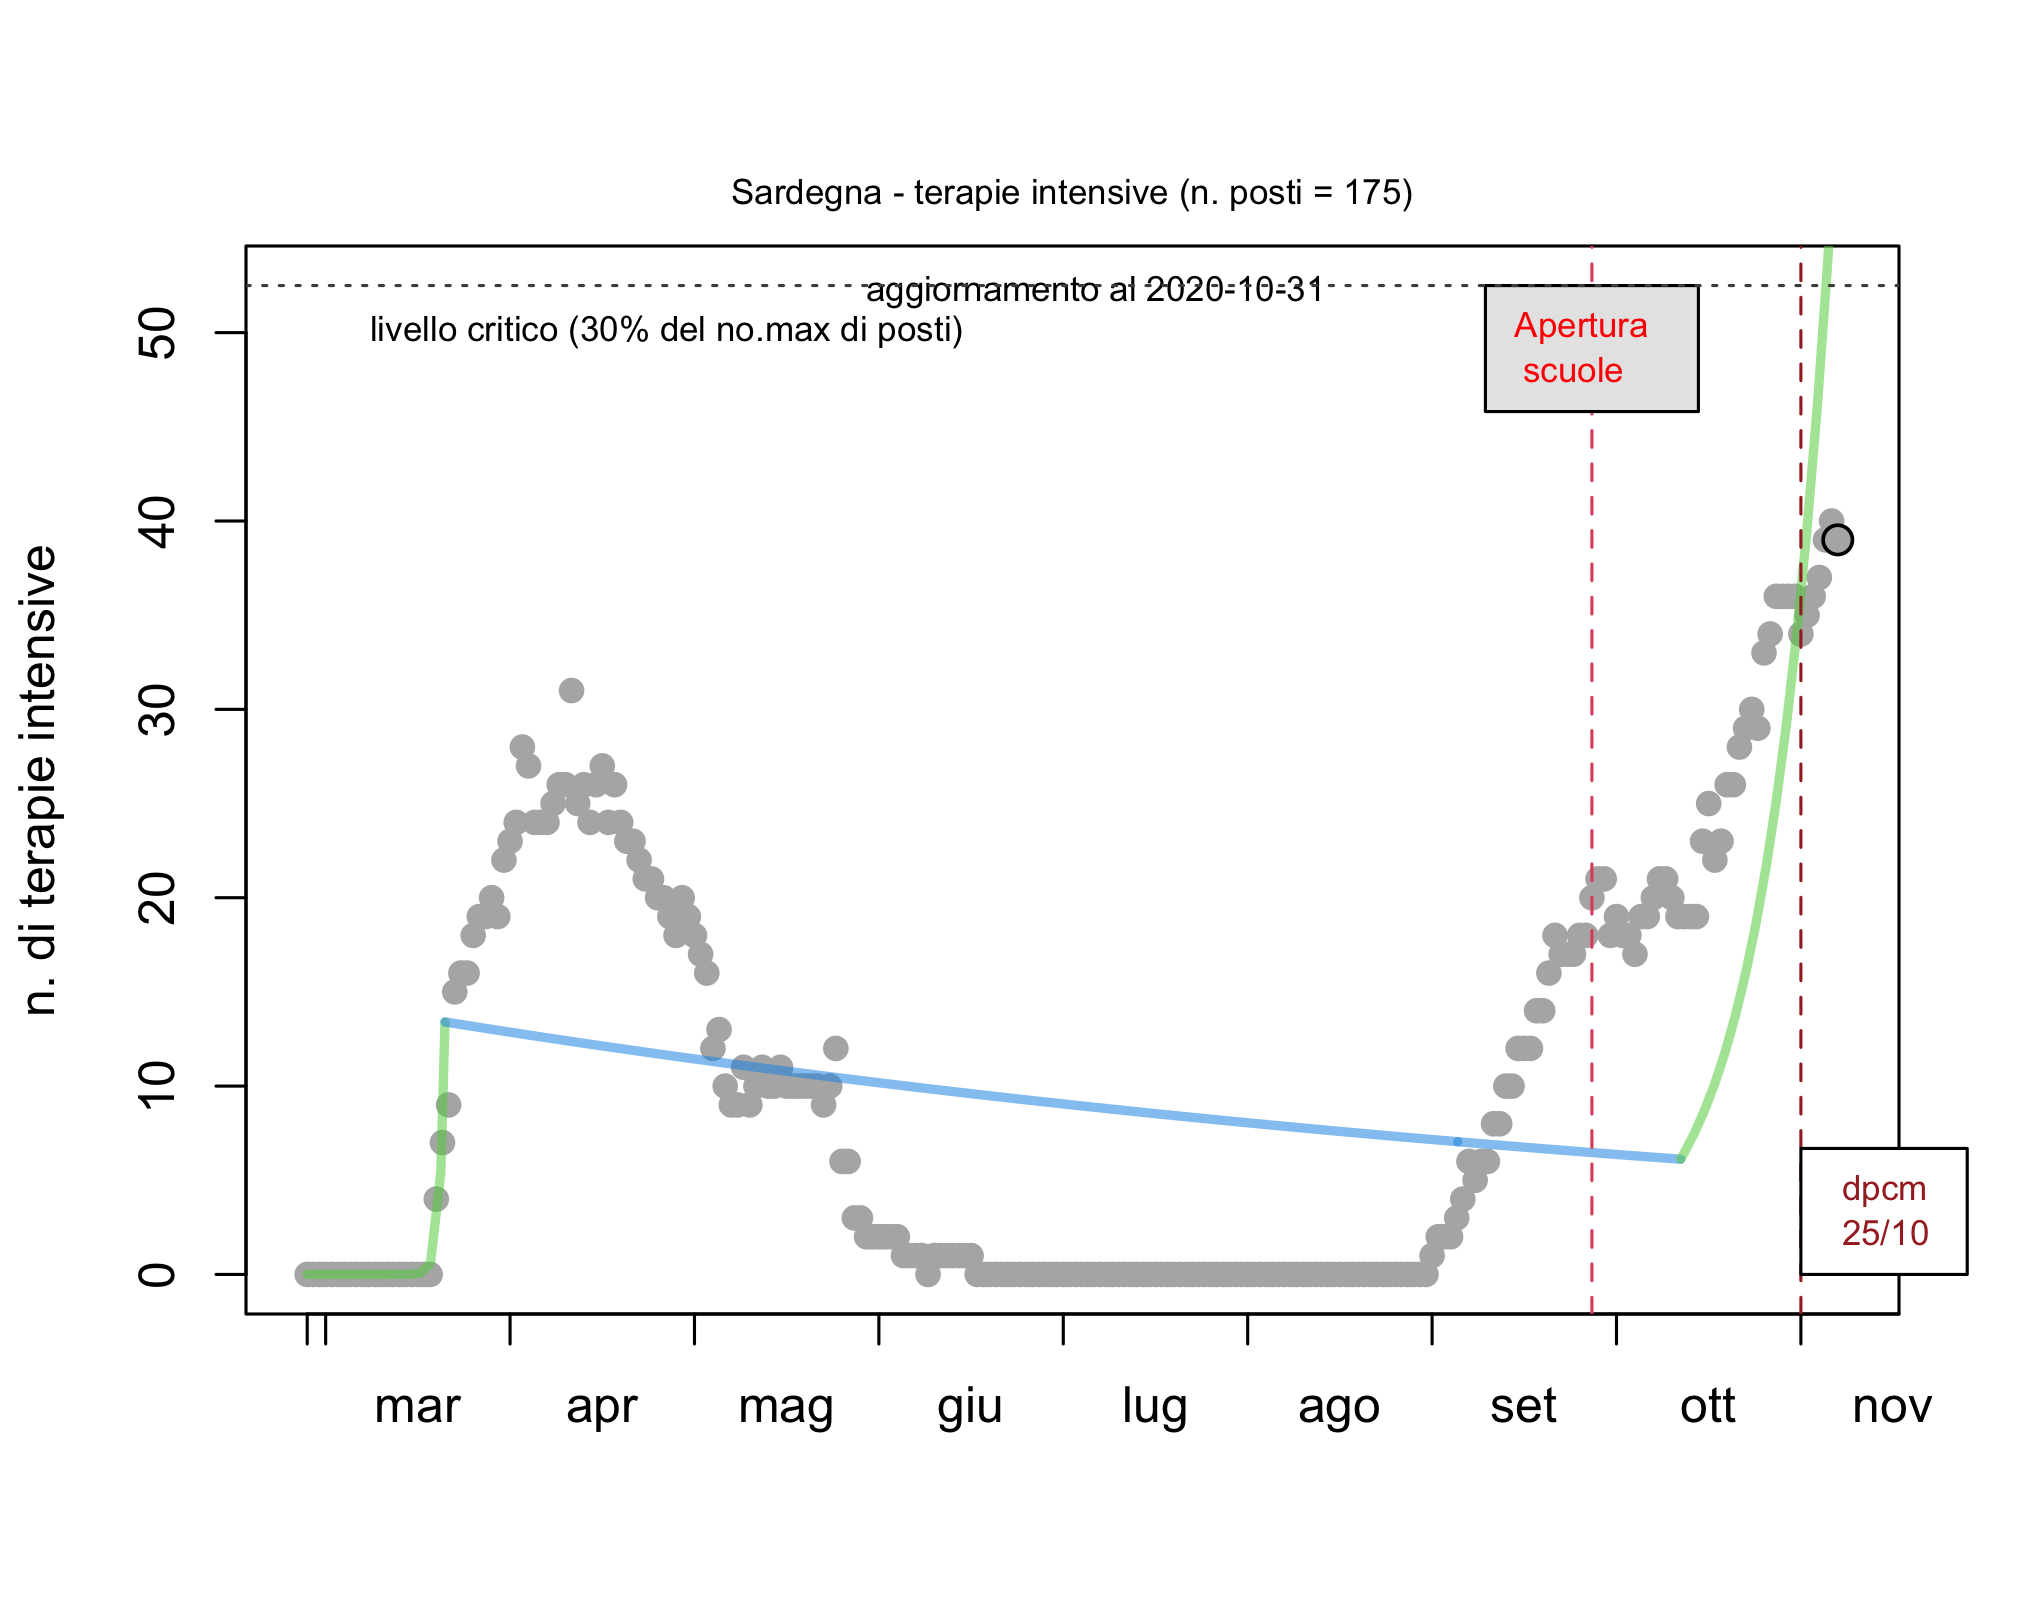 Sardegna - terapie intensive (n. posti = 175)
aggiornamento al 2020-10-31
livello critico (30% del no.max di posti)
Apertura
scuole
n. di terapie intensive
50
40
30
20
10
0
dpcm
25/10
mar apr mag giu lug ago set ott nov